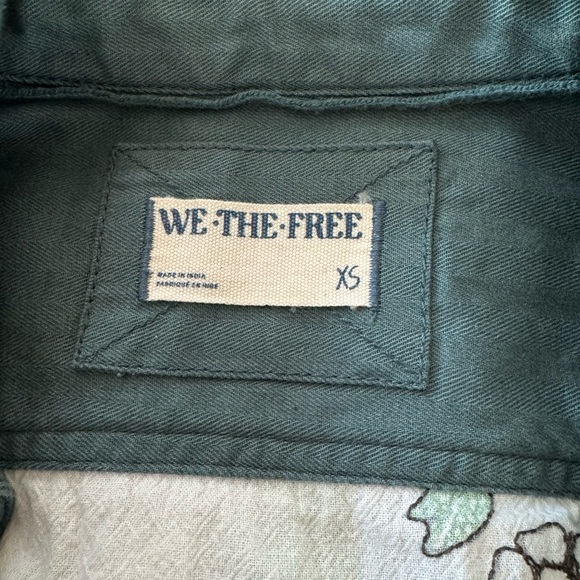 WE·THE·FREE
MADE IN INDIA
FABRIQUÉ EN INDE
XS